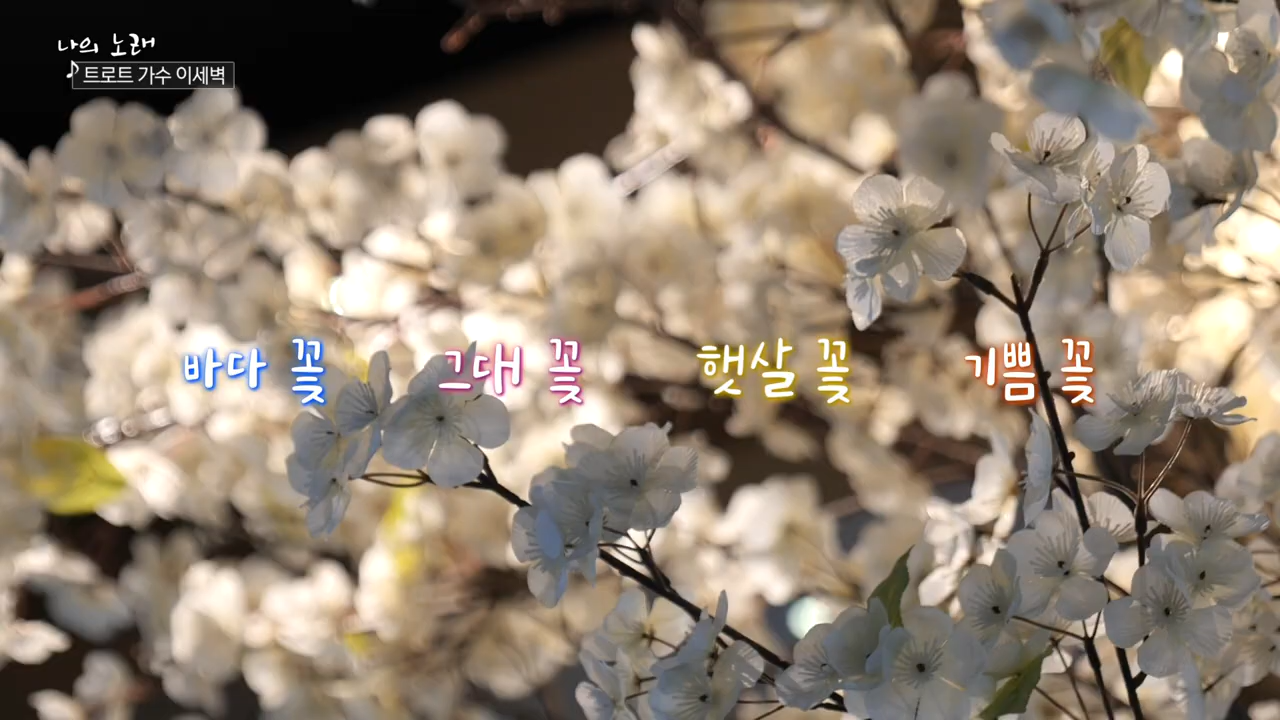 나의 노래
♪ 트로트 가수 이세벽
바다 꽃 그대 꽃 햇살 꽃 기쁨 꽃